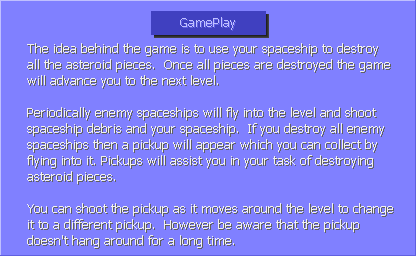 GamePlay
The idea behind the game is to use your spaceship to destroy
all the asteroid pieces.  Once all pieces are destroyed the game
will advance you to the next level.
Periodically enemy spaceships will fly into the level and shoot
spaceship debris and your spaceship.  If you destroy all enemy
spaceships then a pickup will appear which you can collect by
flying into it. Pickups will assist you in your task of destroying
asteroid pieces.
You can shoot the pickup as it moves around the level to change
it to a different pickup.  However be aware that the pickup
doesn't hang around for a long time.